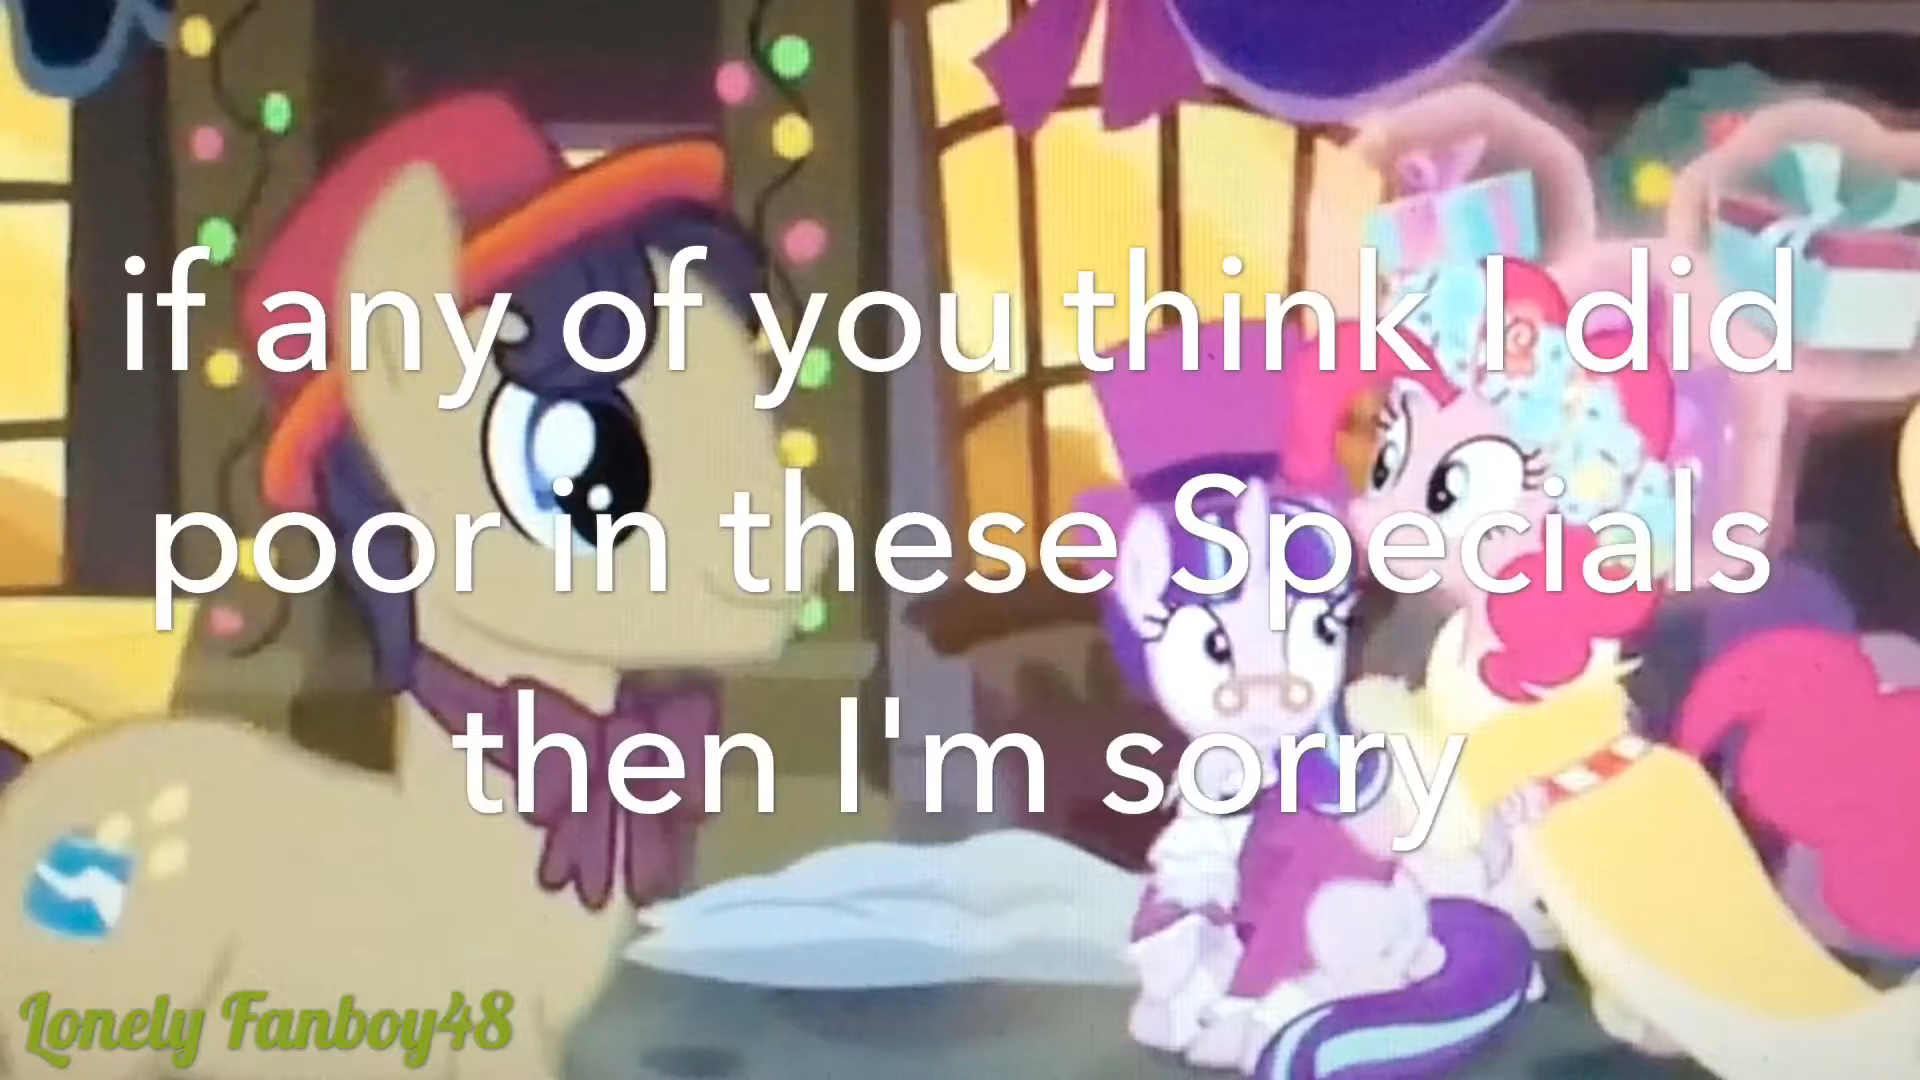 if any of you think I did
poor in these Specials
then I'm sorry
Lonely Fanboy48